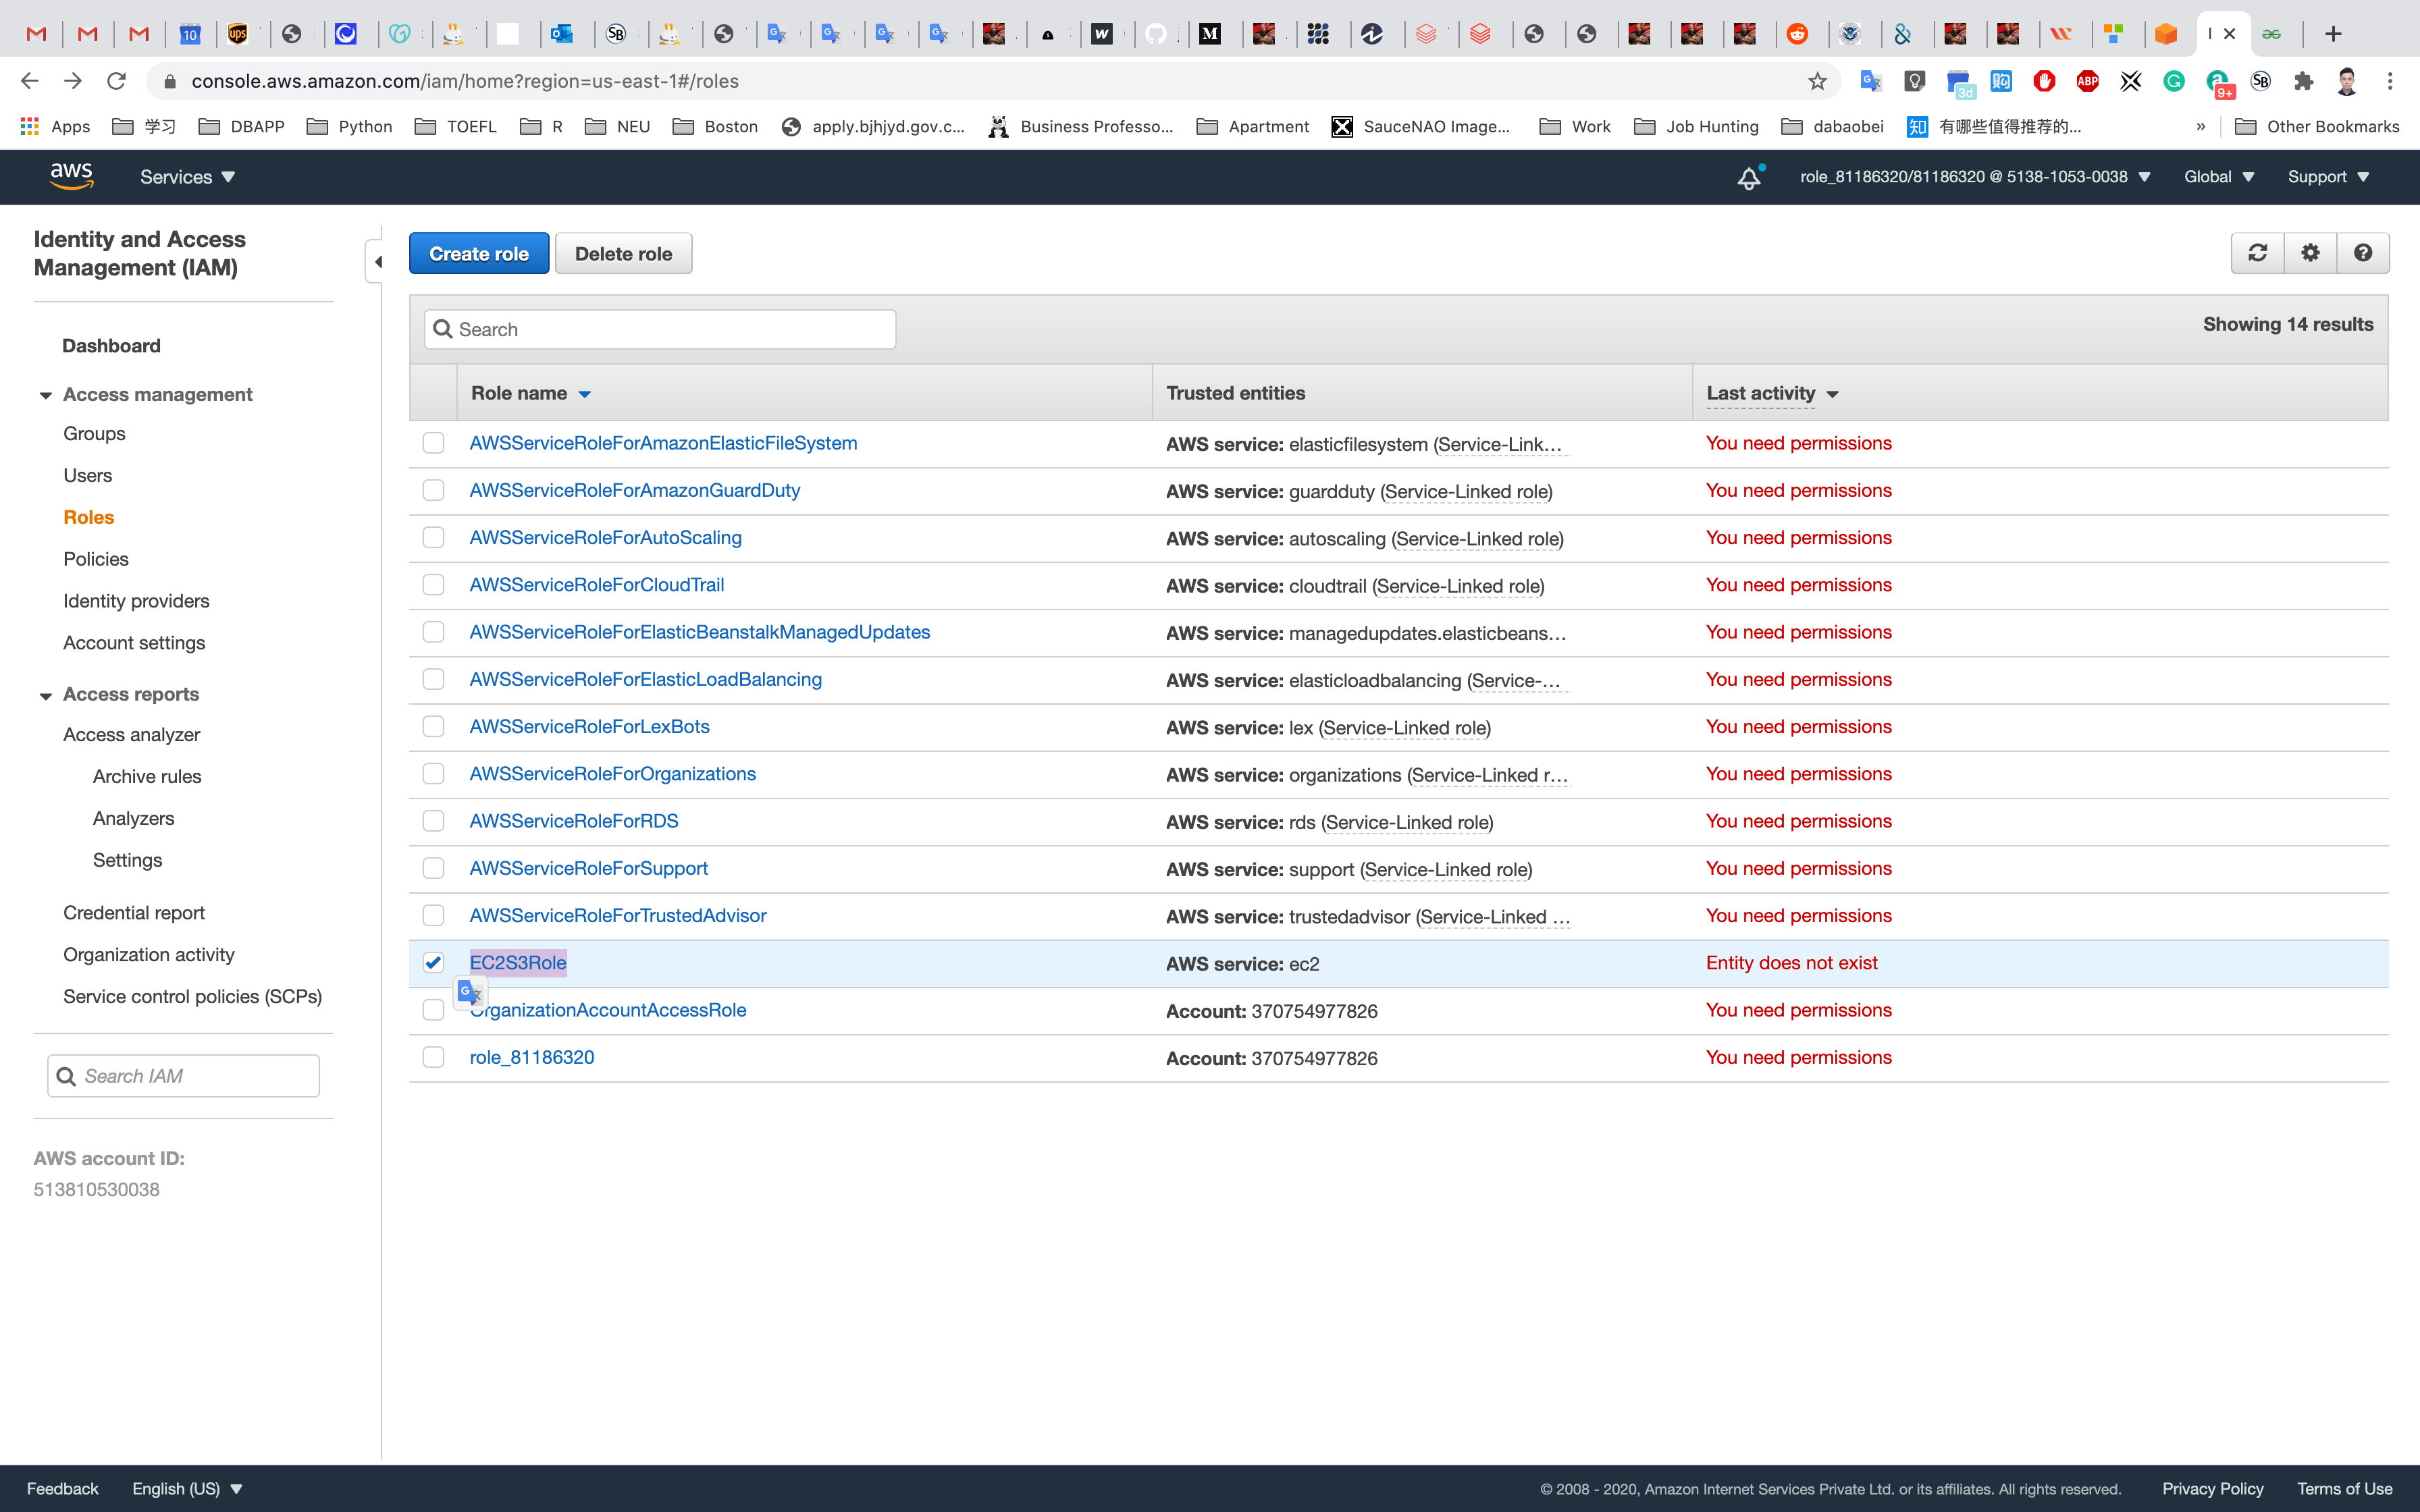 10
console.aws.amazon.com/iam/home?region=us-east-1#/roles
3d
ABP
9+
Apps
学习
DBAPP
Python
TOEFL
R
NEU
Boston
apply.bjhjyd.gov.c...
Business Professo...
Apartment
SauceNAO Image...
Work
Job Hunting
dabaobei
知 有哪些值得推荐的...
»
Other Bookmarks
aws
Services
role_81186320/81186320 @ 5138-1053-0038
Global
Support
Identity and Access
Management (IAM)
Dashboard
Access management
Groups
Users
Roles
Policies
Identity providers
Account settings
Access reports
Access analyzer
Archive rules
Analyzers
Settings
Credential report
Organization activity
Service control policies (SCPs)
Search IAM
AWS account ID:
513810530038
Create role
Delete role
Search
Showing 14 results
Role name Trusted entities Last activity
AWSServiceRoleForAmazonElasticFileSystem AWS service: elasticfilesystem (Service-Link… You need permissions
AWSServiceRoleForAmazonGuardDuty AWS service: guardduty (Service-Linked role) You need permissions
AWSServiceRoleForAutoScaling AWS service: autoscaling (Service-Linked role) You need permissions
AWSServiceRoleForCloudTrail AWS service: cloudtrail (Service-Linked role) You need permissions
AWSServiceRoleForElasticBeanstalkManagedUpdates AWS service: managedupdates.elasticbeans… You need permissions
AWSServiceRoleForElasticLoadBalancing AWS service: elasticloadbalancing (Service-… You need permissions
AWSServiceRoleForLexBots AWS service: lex (Service-Linked role) You need permissions
AWSServiceRoleForOrganizations AWS service: organizations (Service-Linked r… You need permissions
AWSServiceRoleForRDS AWS service: rds (Service-Linked role) You need permissions
AWSServiceRoleForSupport AWS service: support (Service-Linked role) You need permissions
AWSServiceRoleForTrustedAdvisor AWS service: trustedadvisor (Service-Linked … You need permissions
EC2S3Role AWS service: ec2 Entity does not exist
OrganizationAccountAccessRole Account: 370754977826 You need permissions
role_81186320 Account: 370754977826 You need permissions
Feedback
English (US)
© 2008 - 2020, Amazon Internet Services Private Ltd. or its affiliates. All rights reserved.
Privacy Policy
Terms of Use